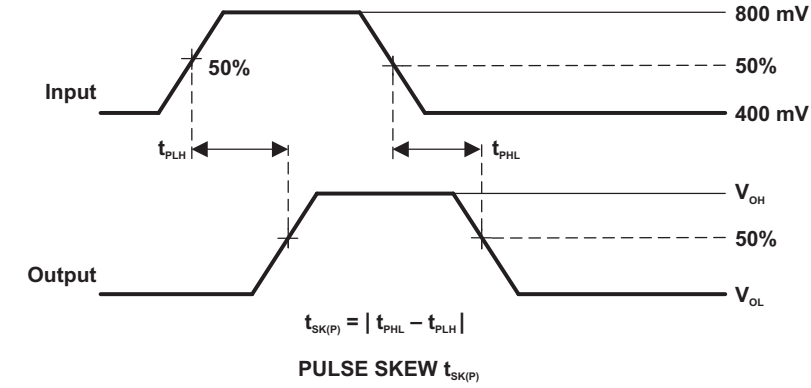 800 mV
50%
50%
Input
400 mV
tPLH
tPHL
VOH
50%
Output
VOL
tSK(P) = | tPHL – tPLH |
PULSE SKEW tSK(P)